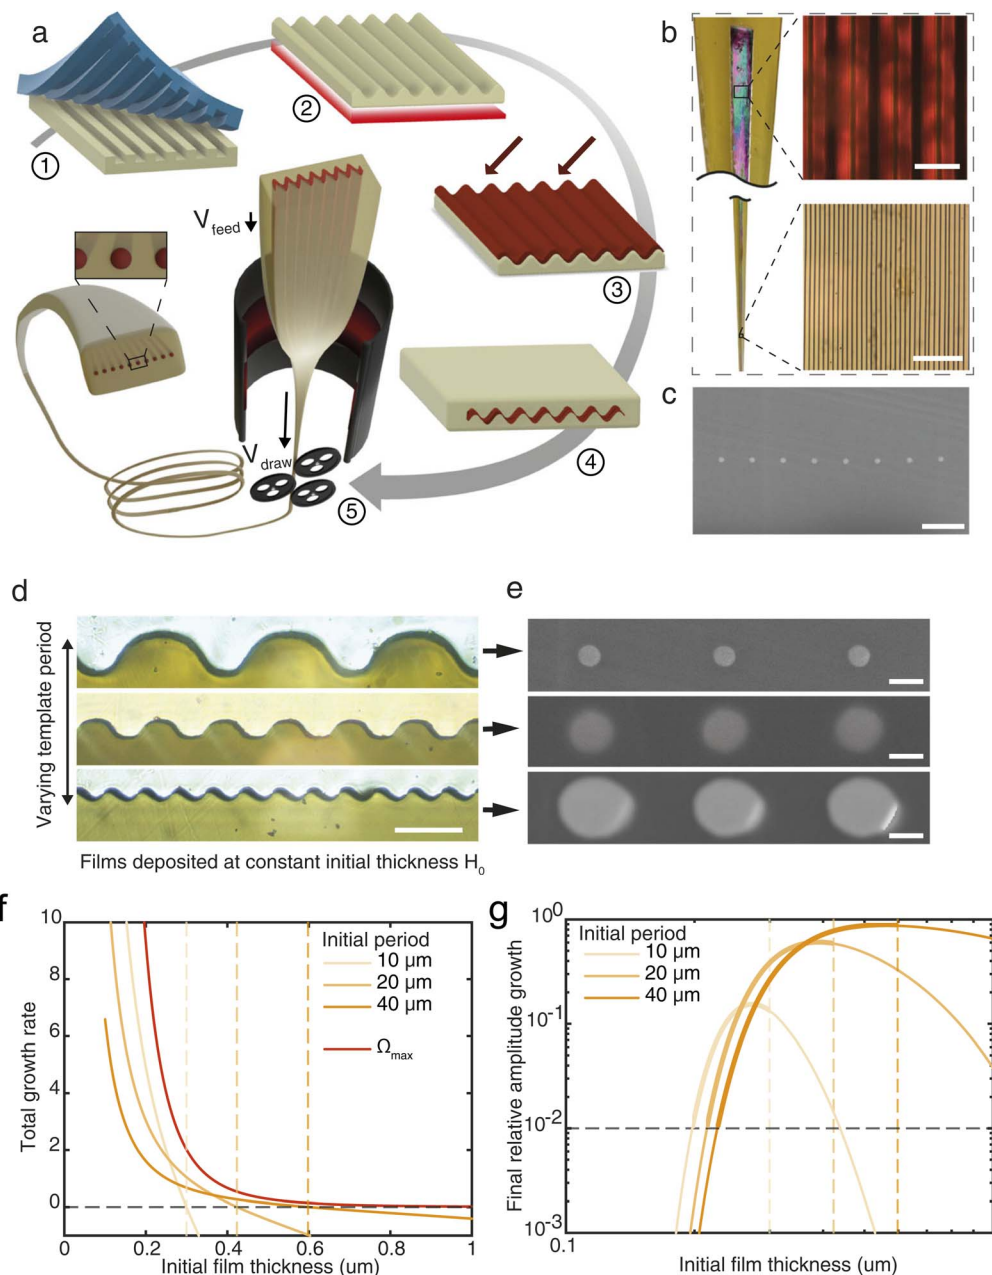 a
1
2
V feed
3
4
V draw
5
b
c
d
Varying template period
Films deposited at constant initial thickness H0
e
f
10
8
6
4
2
0
0
0.2
0.4
0.6
0.8
1
Total growth rate
Initial film thickness (um)
Initial period
10 μm
20 μm
40 μm
Ωmax
g
10^0
10^-1
10^-2
10^-3
0.1
Final relative amplitude growth
Initial film thickness (um)
Initial period
10 μm
20 μm
40 μm